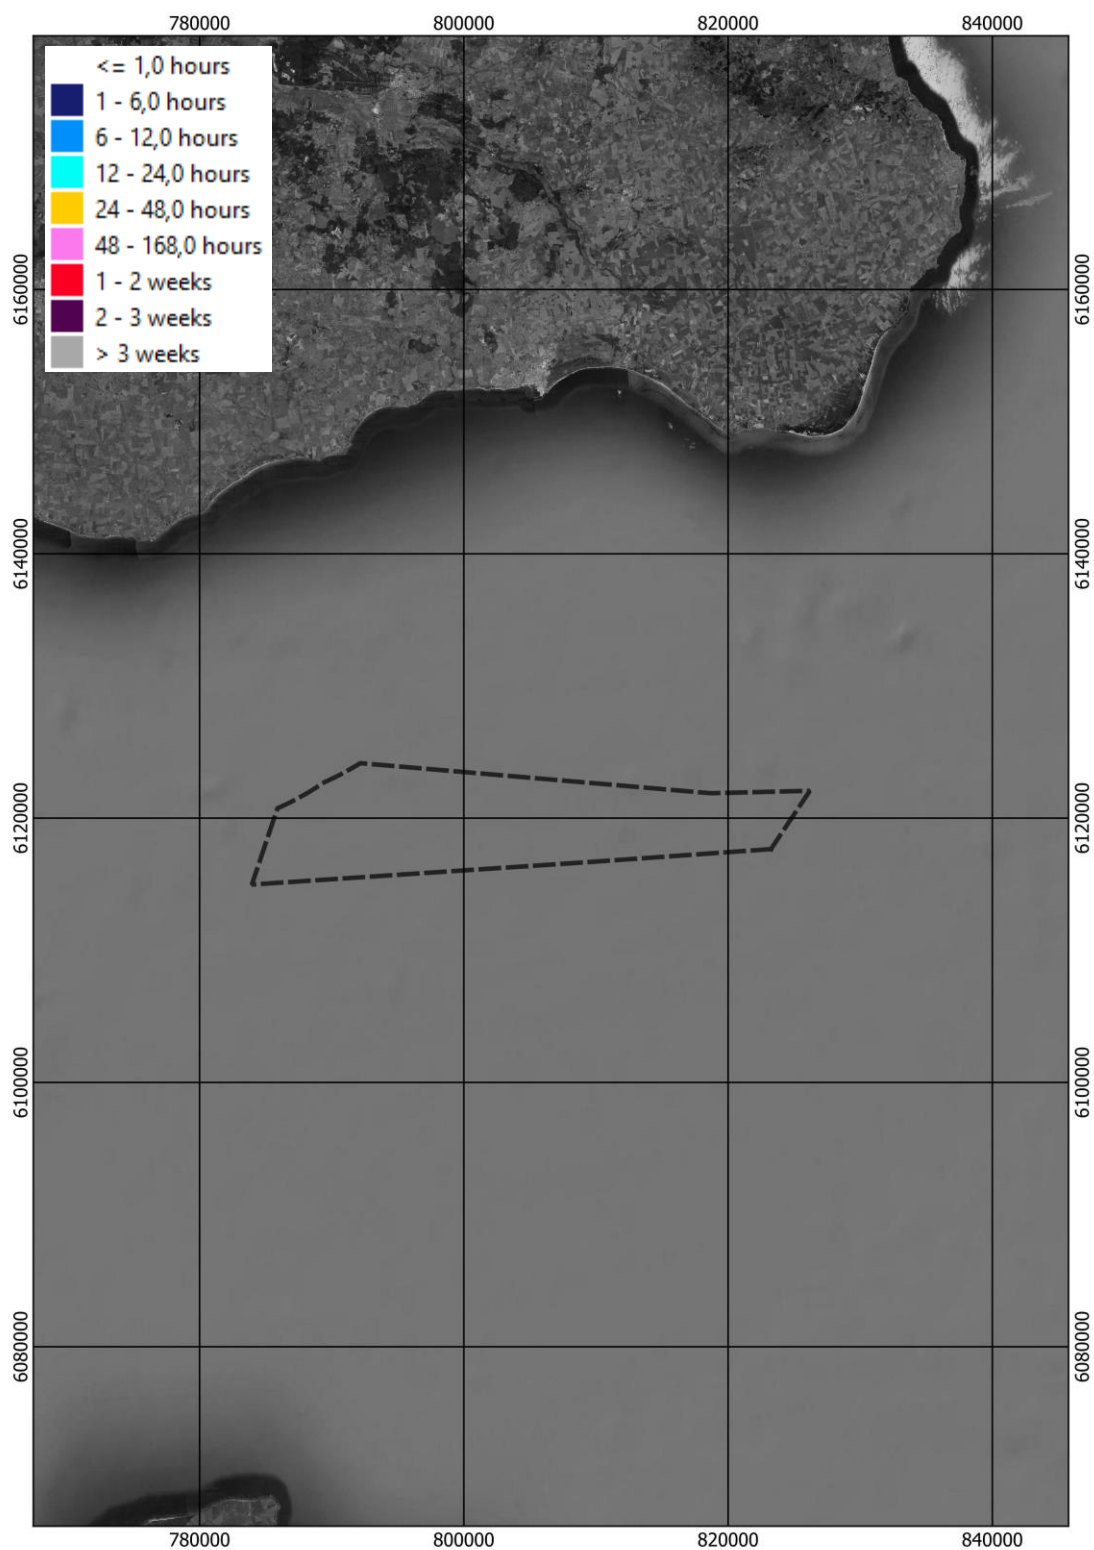 780000 800000 820000 840000
<= 1,0 hours
1 - 6,0 hours
6 - 12,0 hours
12 - 24,0 hours
24 - 48,0 hours
48 - 168,0 hours
1 - 2 weeks
2 - 3 weeks
> 3 weeks
6160000 6160000
6140000 6140000
6120000 6120000
6100000 6100000
6080000 6080000
780000 800000 820000 840000